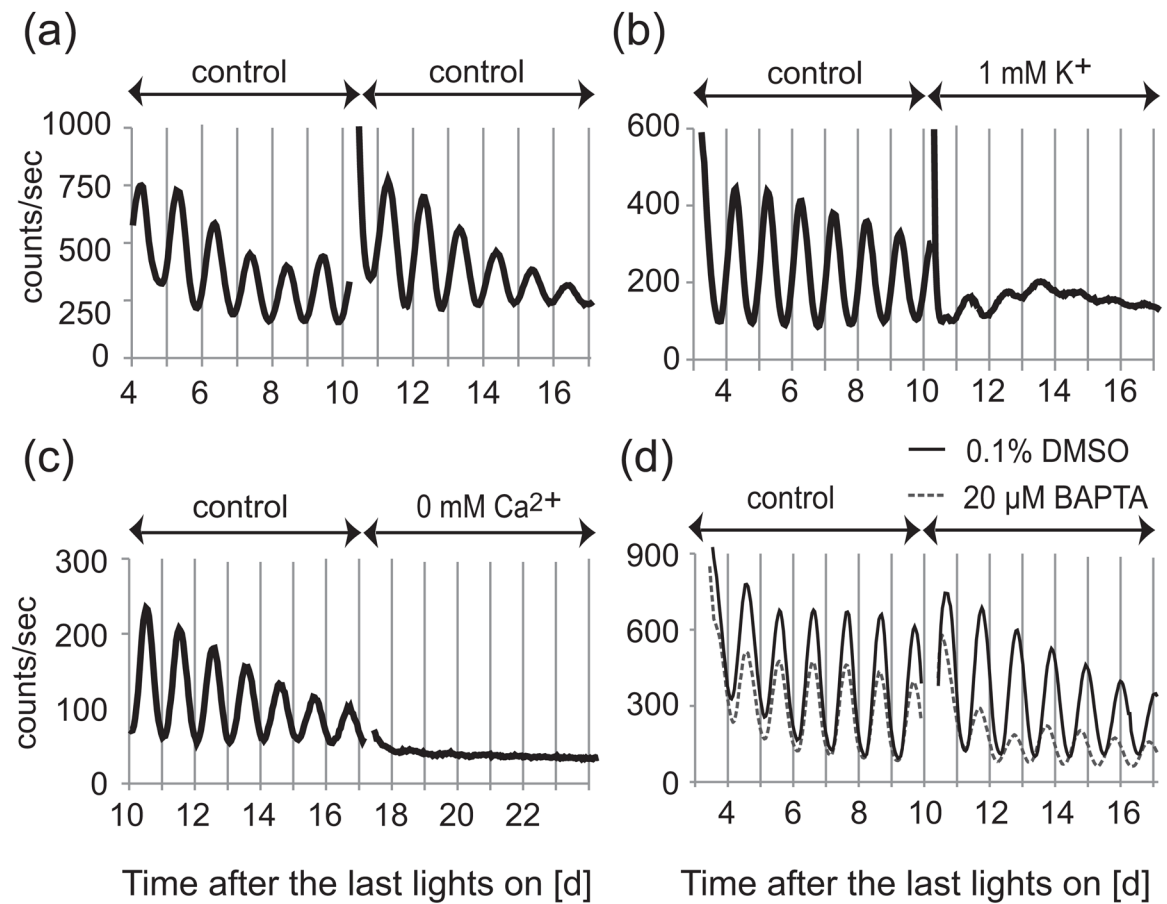 (a)
control control
counts/sec
1000
750
500
250
0
4 6 8 10 12 14 16
(b)
control 1 mM K+
600
400
200
0
4 6 8 10 12 14 16
(c)
control 0 mM Ca2+
counts/sec
300
200
100
0
10 12 14 16 18 20 22
Time after the last lights on [d]
(d)
0.1% DMSO
control 20 µM BAPTA
900
600
300
0
4 6 8 10 12 14 16
Time after the last lights on [d]